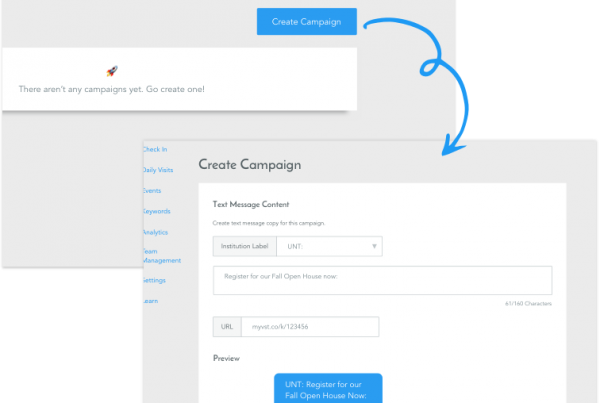 Create Campaign
There aren't any campaigns yet. Go create one!
Check In
Daily Visits
Events
Keywords
Analytics
Team
Management
Settings
Learn
Create Campaign
Text Message Content
Create text message copy for this campaign.
Institution Label
UNT:
Register for our Fall Open House now:
61/160 Characters
URL
myvst.co/k/123456
Preview
UNT: Register for our
Fall Open House Now: